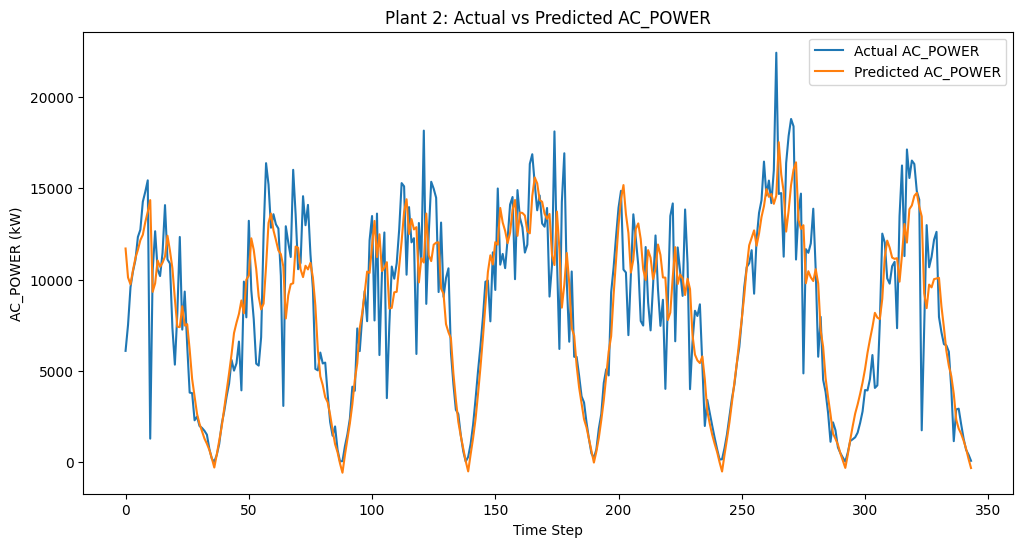 Plant 2: Actual vs Predicted AC_POWER
Actual AC_POWER
Predicted AC_POWER
AC_POWER (kW)
20000
15000
10000
5000
0
0 50 100 150 200 250 300 350
Time Step